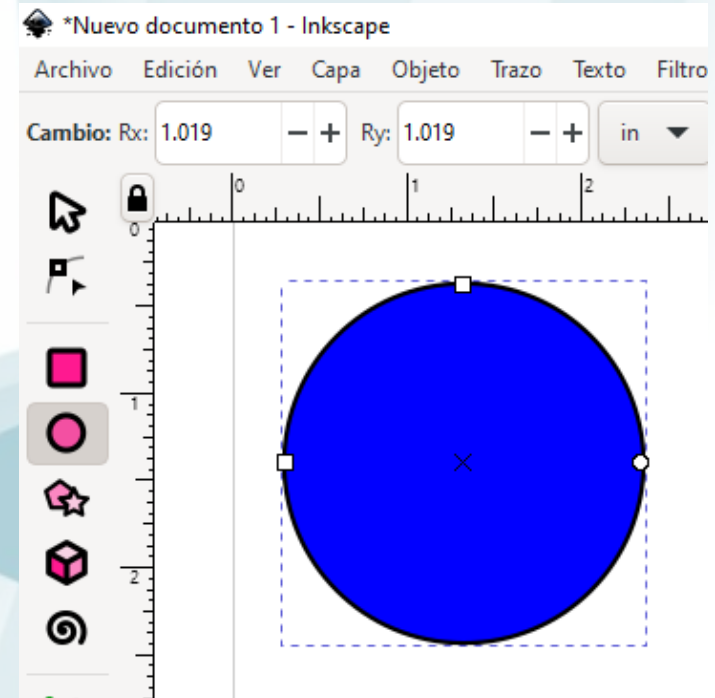 *Nuevo documento 1 - Inkscape
Archivo Edición Ver Capa Objeto Trazo Texto Filtro
Cambio: Rx: 1.019 − + Ry: 1.019 − + in
0 1 2
0
1
2